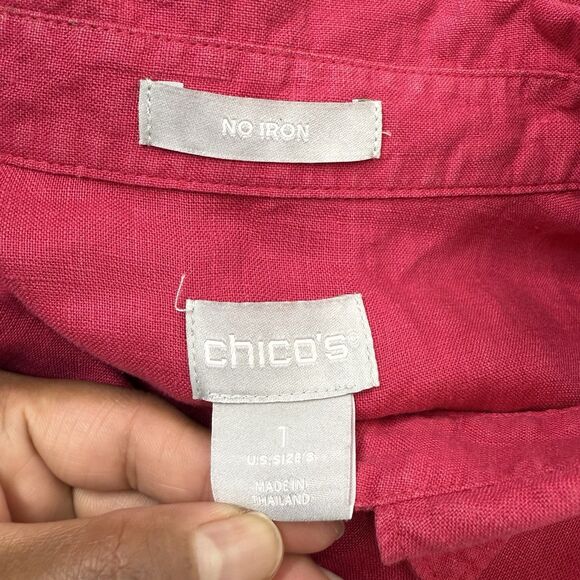 NO IRON
chico's®
1
U.S. SIZE 8
MADE IN
THAILAND